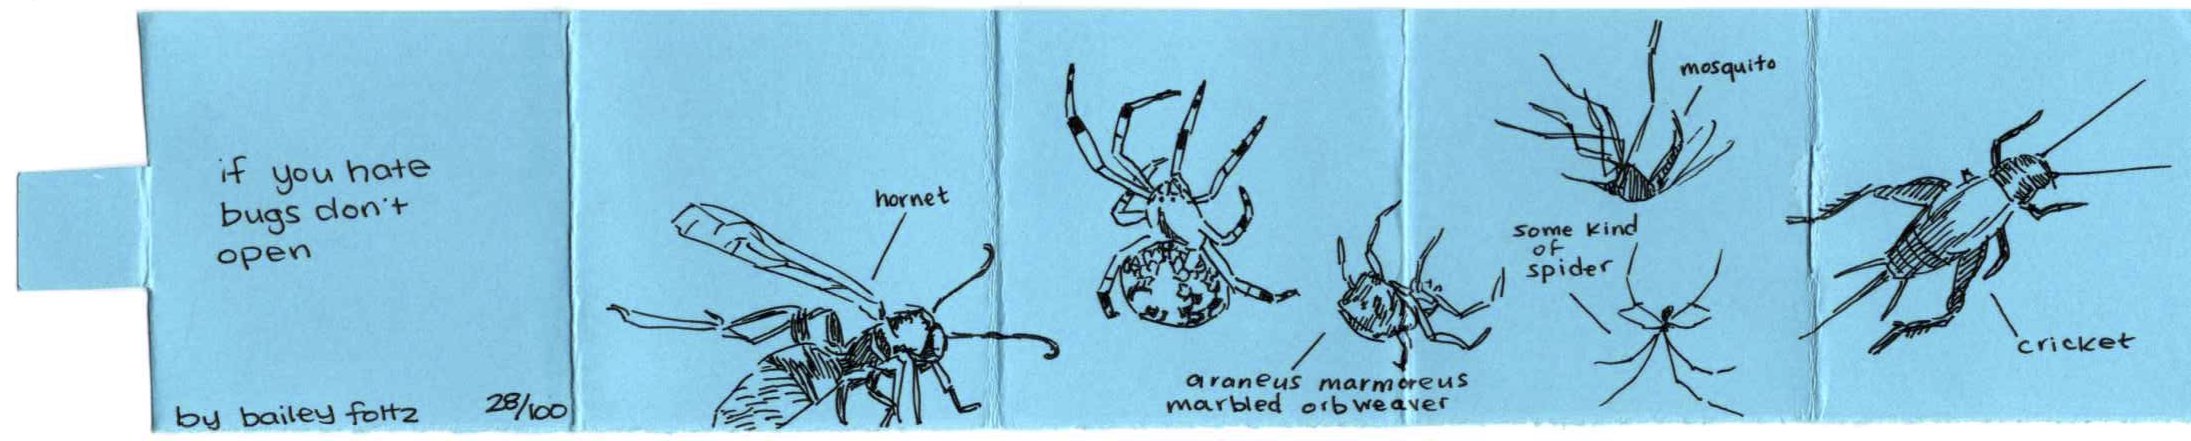 if you hate
bugs don't
open
by bailey foltz
28/100
hornet
araneus marmoreus
marbled orbweaver
mosquito
some kind
of
spider
cricket